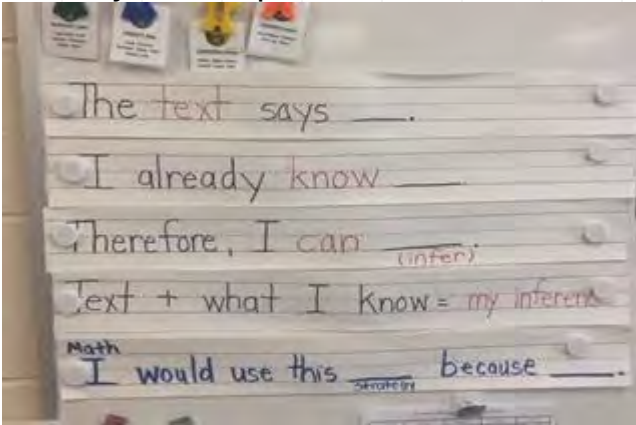 The text says ___.
I already know ___
Therefore, I can ___.
(infer)
Text + what I know = my inferen
Math
I would use this ___ because ___.
strategy